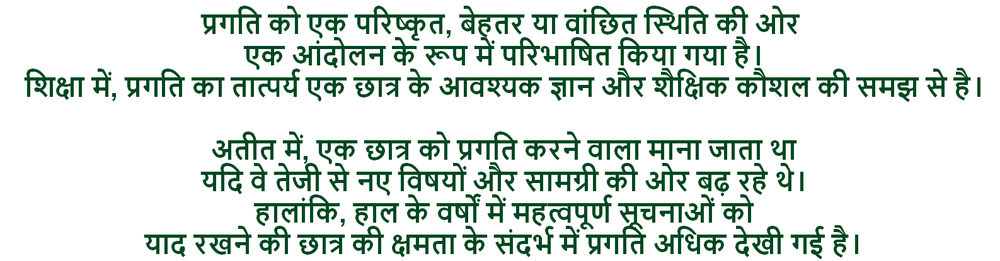 प्रगति को एक परिष्कृत, बेहतर या वांछित स्थिति की ओर
एक आंदोलन के रूप में परिभाषित किया गया है।
शिक्षा में, प्रगति का तात्पर्य एक छात्र के आवश्यक ज्ञान और शैक्षिक कौशल की समझ से है।
अतीत में, एक छात्र को प्रगति करने वाला माना जाता था
यदि वे तेजी से नए विषयों और सामग्री की ओर बढ़ रहे थे।
हालांकि, हाल के वर्षों में महत्वपूर्ण सूचनाओं को
याद रखने की छात्र की क्षमता के संदर्भ में प्रगति अधिक देखी गई है।